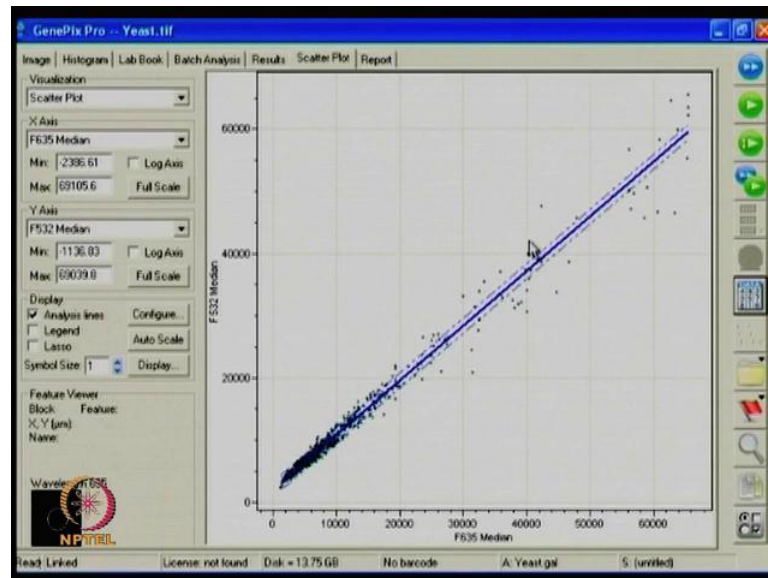 GenePix Pro -- Yeast.tif
Image Histogram Lab Book Batch Analysis Results Scatter Plot Report
Visualization
Scatter Plot
X Axis
F635 Median
Min: -2386.61 Log Axis
Max: 69105.6 Full Scale
Y Axis
F532 Median
Min: -1136.83 Log Axis
Max: 69039.8 Full Scale
Display
Analysis lines Configure...
Legend
Lasso Auto Scale
Symbol Size: 1 Display...
Feature Viewer
Block Feature:
X, Y (µm):
Name:
Wavelength 635
NPTEL
60000
40000
20000
0
F532 Median
0 10000 20000 30000 40000 50000 60000
F635 Median
Ready Linked License: not found Disk = 13.75 GB No barcode A: Yeast.gal S: (untitled)